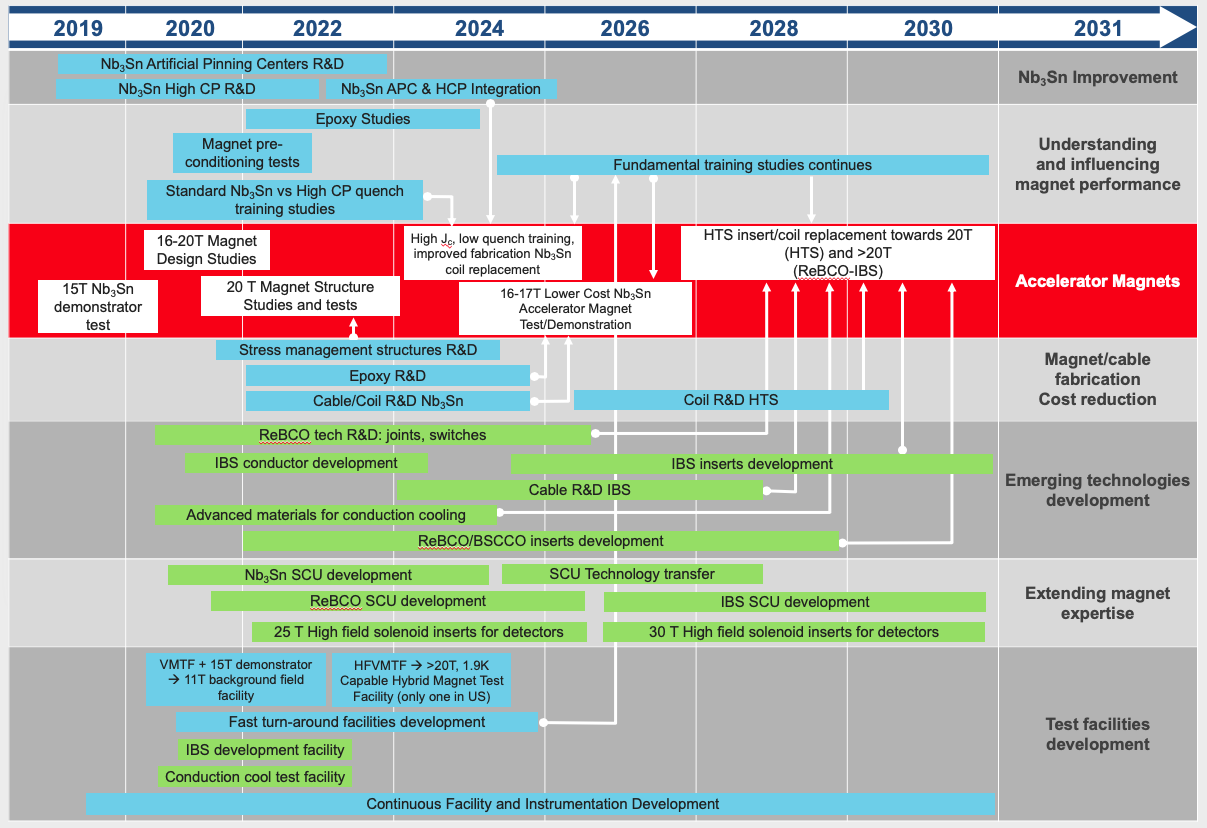 2019 2020 2022 2024 2026 2028 2030 2031
Nb₃Sn Artificial Pinning Centers R&D
Nb₃Sn High CP R&D
Nb₃Sn APC & HCP Integration
Nb₃Sn Improvement
Epoxy Studies
Magnet pre-
conditioning tests
Standard Nb₃Sn vs High CP quench
training studies
Fundamental training studies continues
Understanding
and influencing
magnet performance
16-20T Magnet
Design Studies
15T Nb₃Sn
demonstrator
test
20 T Magnet Structure
Studies and tests
High Jc, low quench training,
improved fabrication Nb₃Sn
coil replacement
16-17T Lower Cost Nb₃Sn
Accelerator Magnet
Test/Demonstration
HTS insert/coil replacement towards 20T
(HTS) and >20T
(ReBCO-IBS)
Accelerator Magnets
Stress management structures R&D
Epoxy R&D
Cable/Coil R&D Nb₃Sn
Coil R&D HTS
Magnet/cable
fabrication
Cost reduction
ReBCO tech R&D: joints, switches
IBS conductor development
IBS inserts development
Cable R&D IBS
Advanced materials for conduction cooling
ReBCO/BSCCO inserts development
Emerging technologies
development
Nb₃Sn SCU development
SCU Technology transfer
ReBCO SCU development
IBS SCU development
25 T High field solenoid inserts for detectors
30 T High field solenoid inserts for detectors
Extending magnet
expertise
VMTF + 15T demonstrator
→ 11T background field
facility
HFVMTF → >20T, 1.9K
Capable Hybrid Magnet Test
Facility (only one in US)
Fast turn-around facilities development
IBS development facility
Conduction cool test facility
Continuous Facility and Instrumentation Development
Test facilities
development